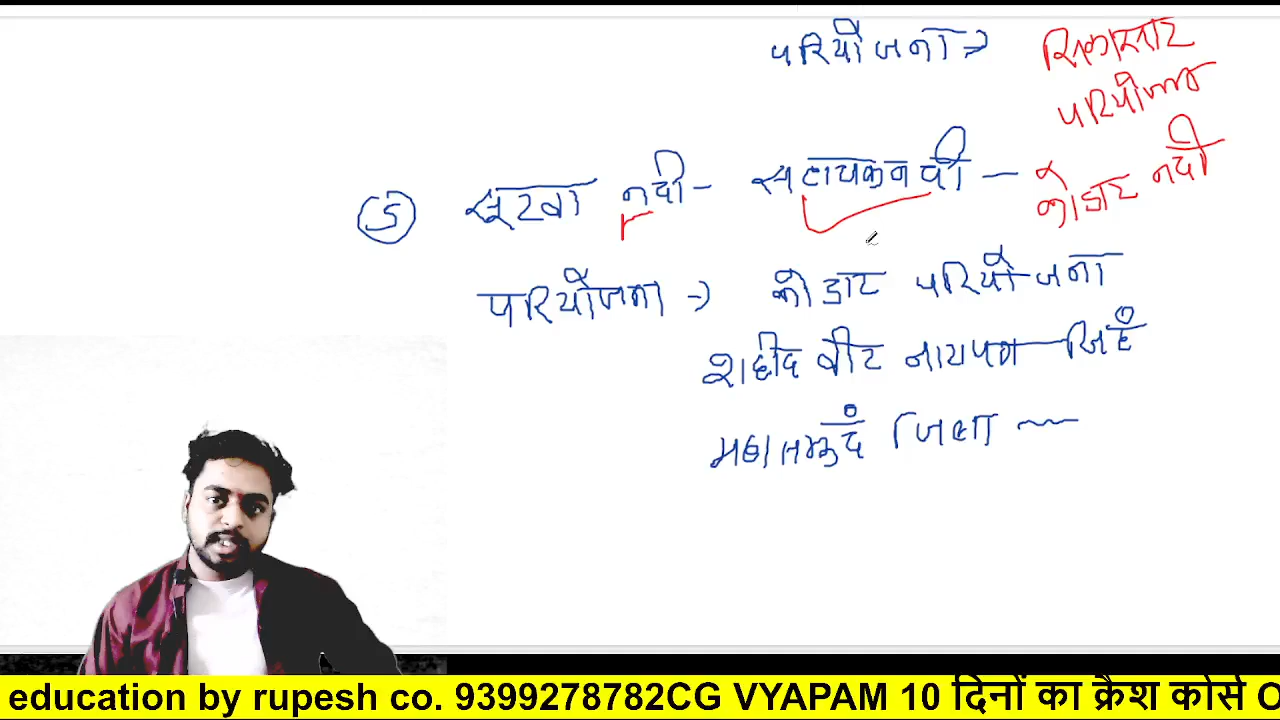 परियोजना → सिकासार
परियोजना
⑤ सूखा नदी - सहायक नदी - कोडार नदी
परियोजना → कोडार परियोजना
शहीद वीर नारायण सिंह
महासमुंद जिला
education by rupesh co. 9399278782CG VYAPAM 10 दिनों का क्रैश कोर्स O